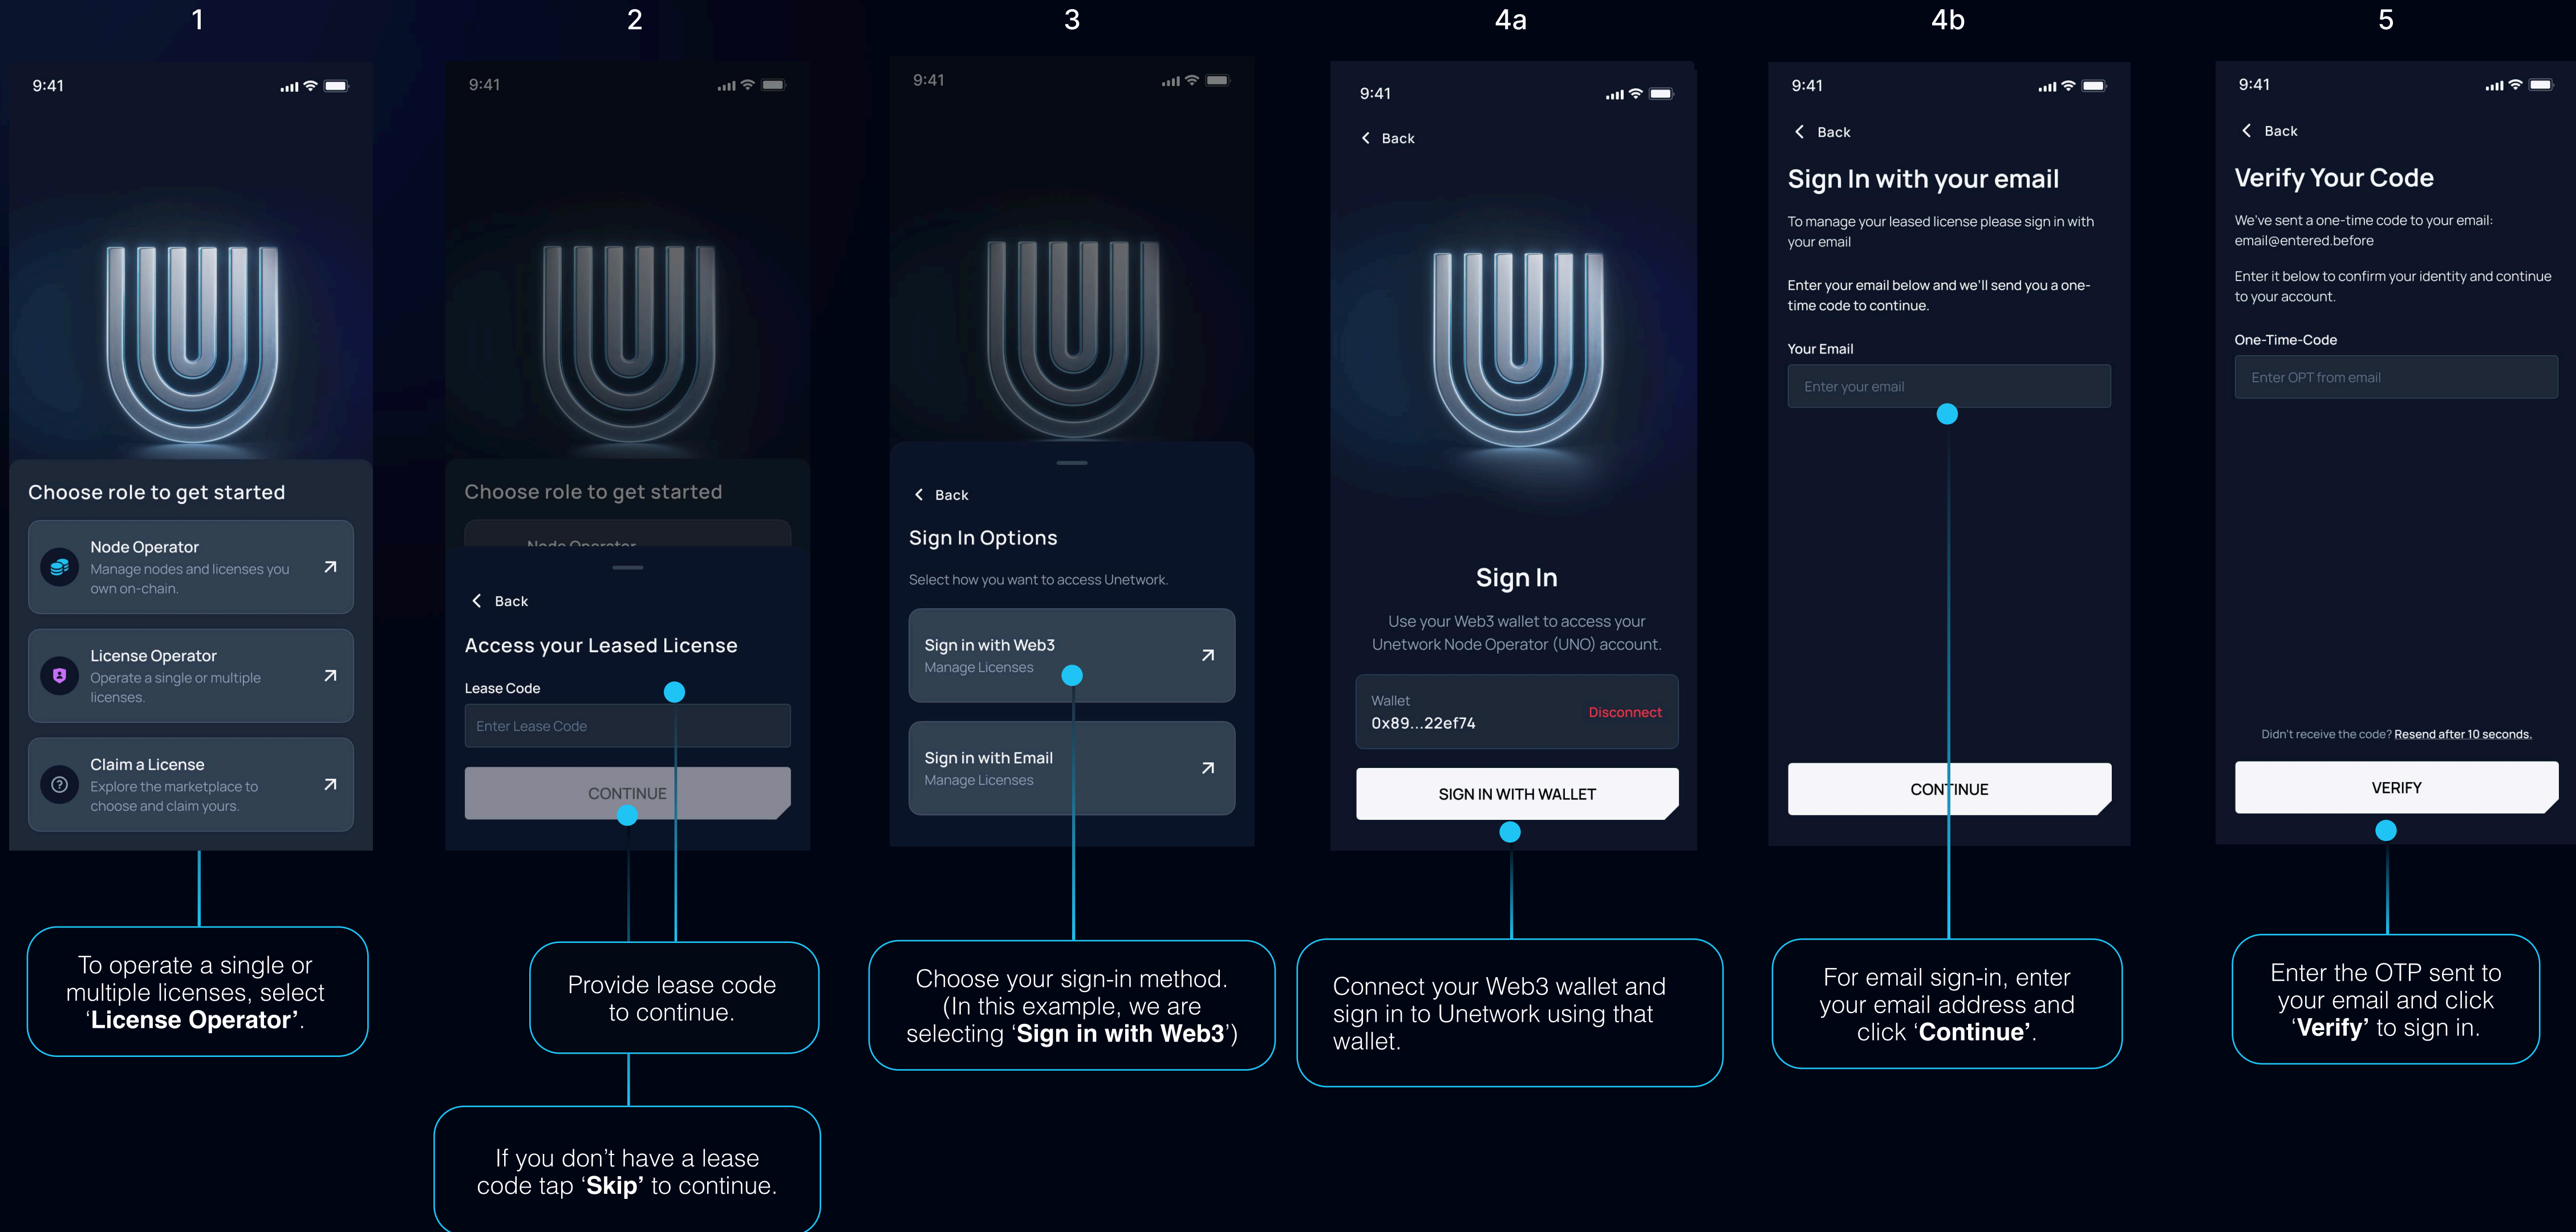 1
9:41
Choose role to get started
Node Operator
Manage nodes and licenses you
own on-chain.
License Operator
Operate a single or multiple
licenses.
Claim a License
Explore the marketplace to
choose and claim yours.
To operate a single or
multiple licenses, select
‘License Operator’.
2
9:41
Choose role to get started
Node Operator
Back
Access your Leased License
Lease Code
Enter Lease Code
CONTINUE
Provide lease code
to continue.
If you don’t have a lease
code tap ‘Skip’ to continue.
3
9:41
Back
Sign In Options
Select how you want to access Unetwork.
Sign in with Web3
Manage Licenses
Sign in with Email
Manage Licenses
Choose your sign-in method.
(In this example, we are
selecting ‘Sign in with Web3’)
4a
9:41
Back
Sign In
Use your Web3 wallet to access your
Unetwork Node Operator (UNO) account.
Wallet
0x89...22ef74
Disconnect
SIGN IN WITH WALLET
Connect your Web3 wallet and
sign in to Unetwork using that
wallet.
4b
9:41
Back
Sign In with your email
To manage your leased license please sign in with
your email
Enter your email below and we’ll send you a one-
time code to continue.
Your Email
Enter your email
CONTINUE
For email sign-in, enter
your email address and
click ‘Continue’.
5
9:41
Back
Verify Your Code
We’ve sent a one-time code to your email:
email@entered.before
Enter it below to confirm your identity and continue
to your account.
One-Time-Code
Enter OPT from email
Didn’t receive the code? Resend after 10 seconds.
VERIFY
Enter the OTP sent to
your email and click
‘Verify’ to sign in.